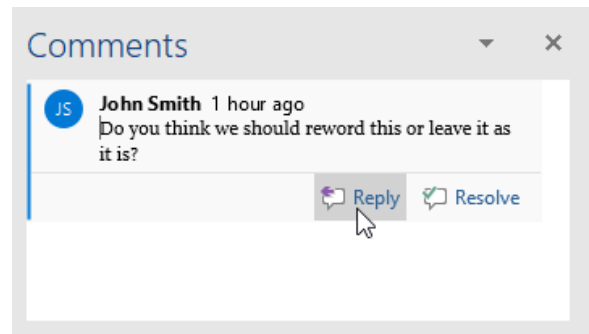 Comments
JS
John Smith 1 hour ago
Do you think we should reword this or leave it as
it is?
Reply Resolve